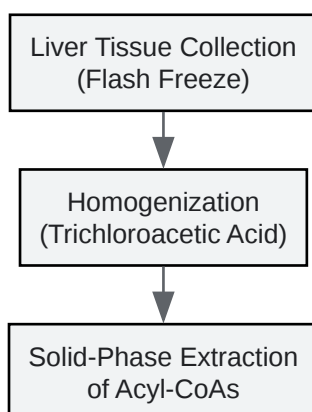 Liver Tissue Collection
(Flash Freeze)
Homogenization
(Trichloroacetic Acid)
Solid-Phase Extraction
of Acyl-CoAs